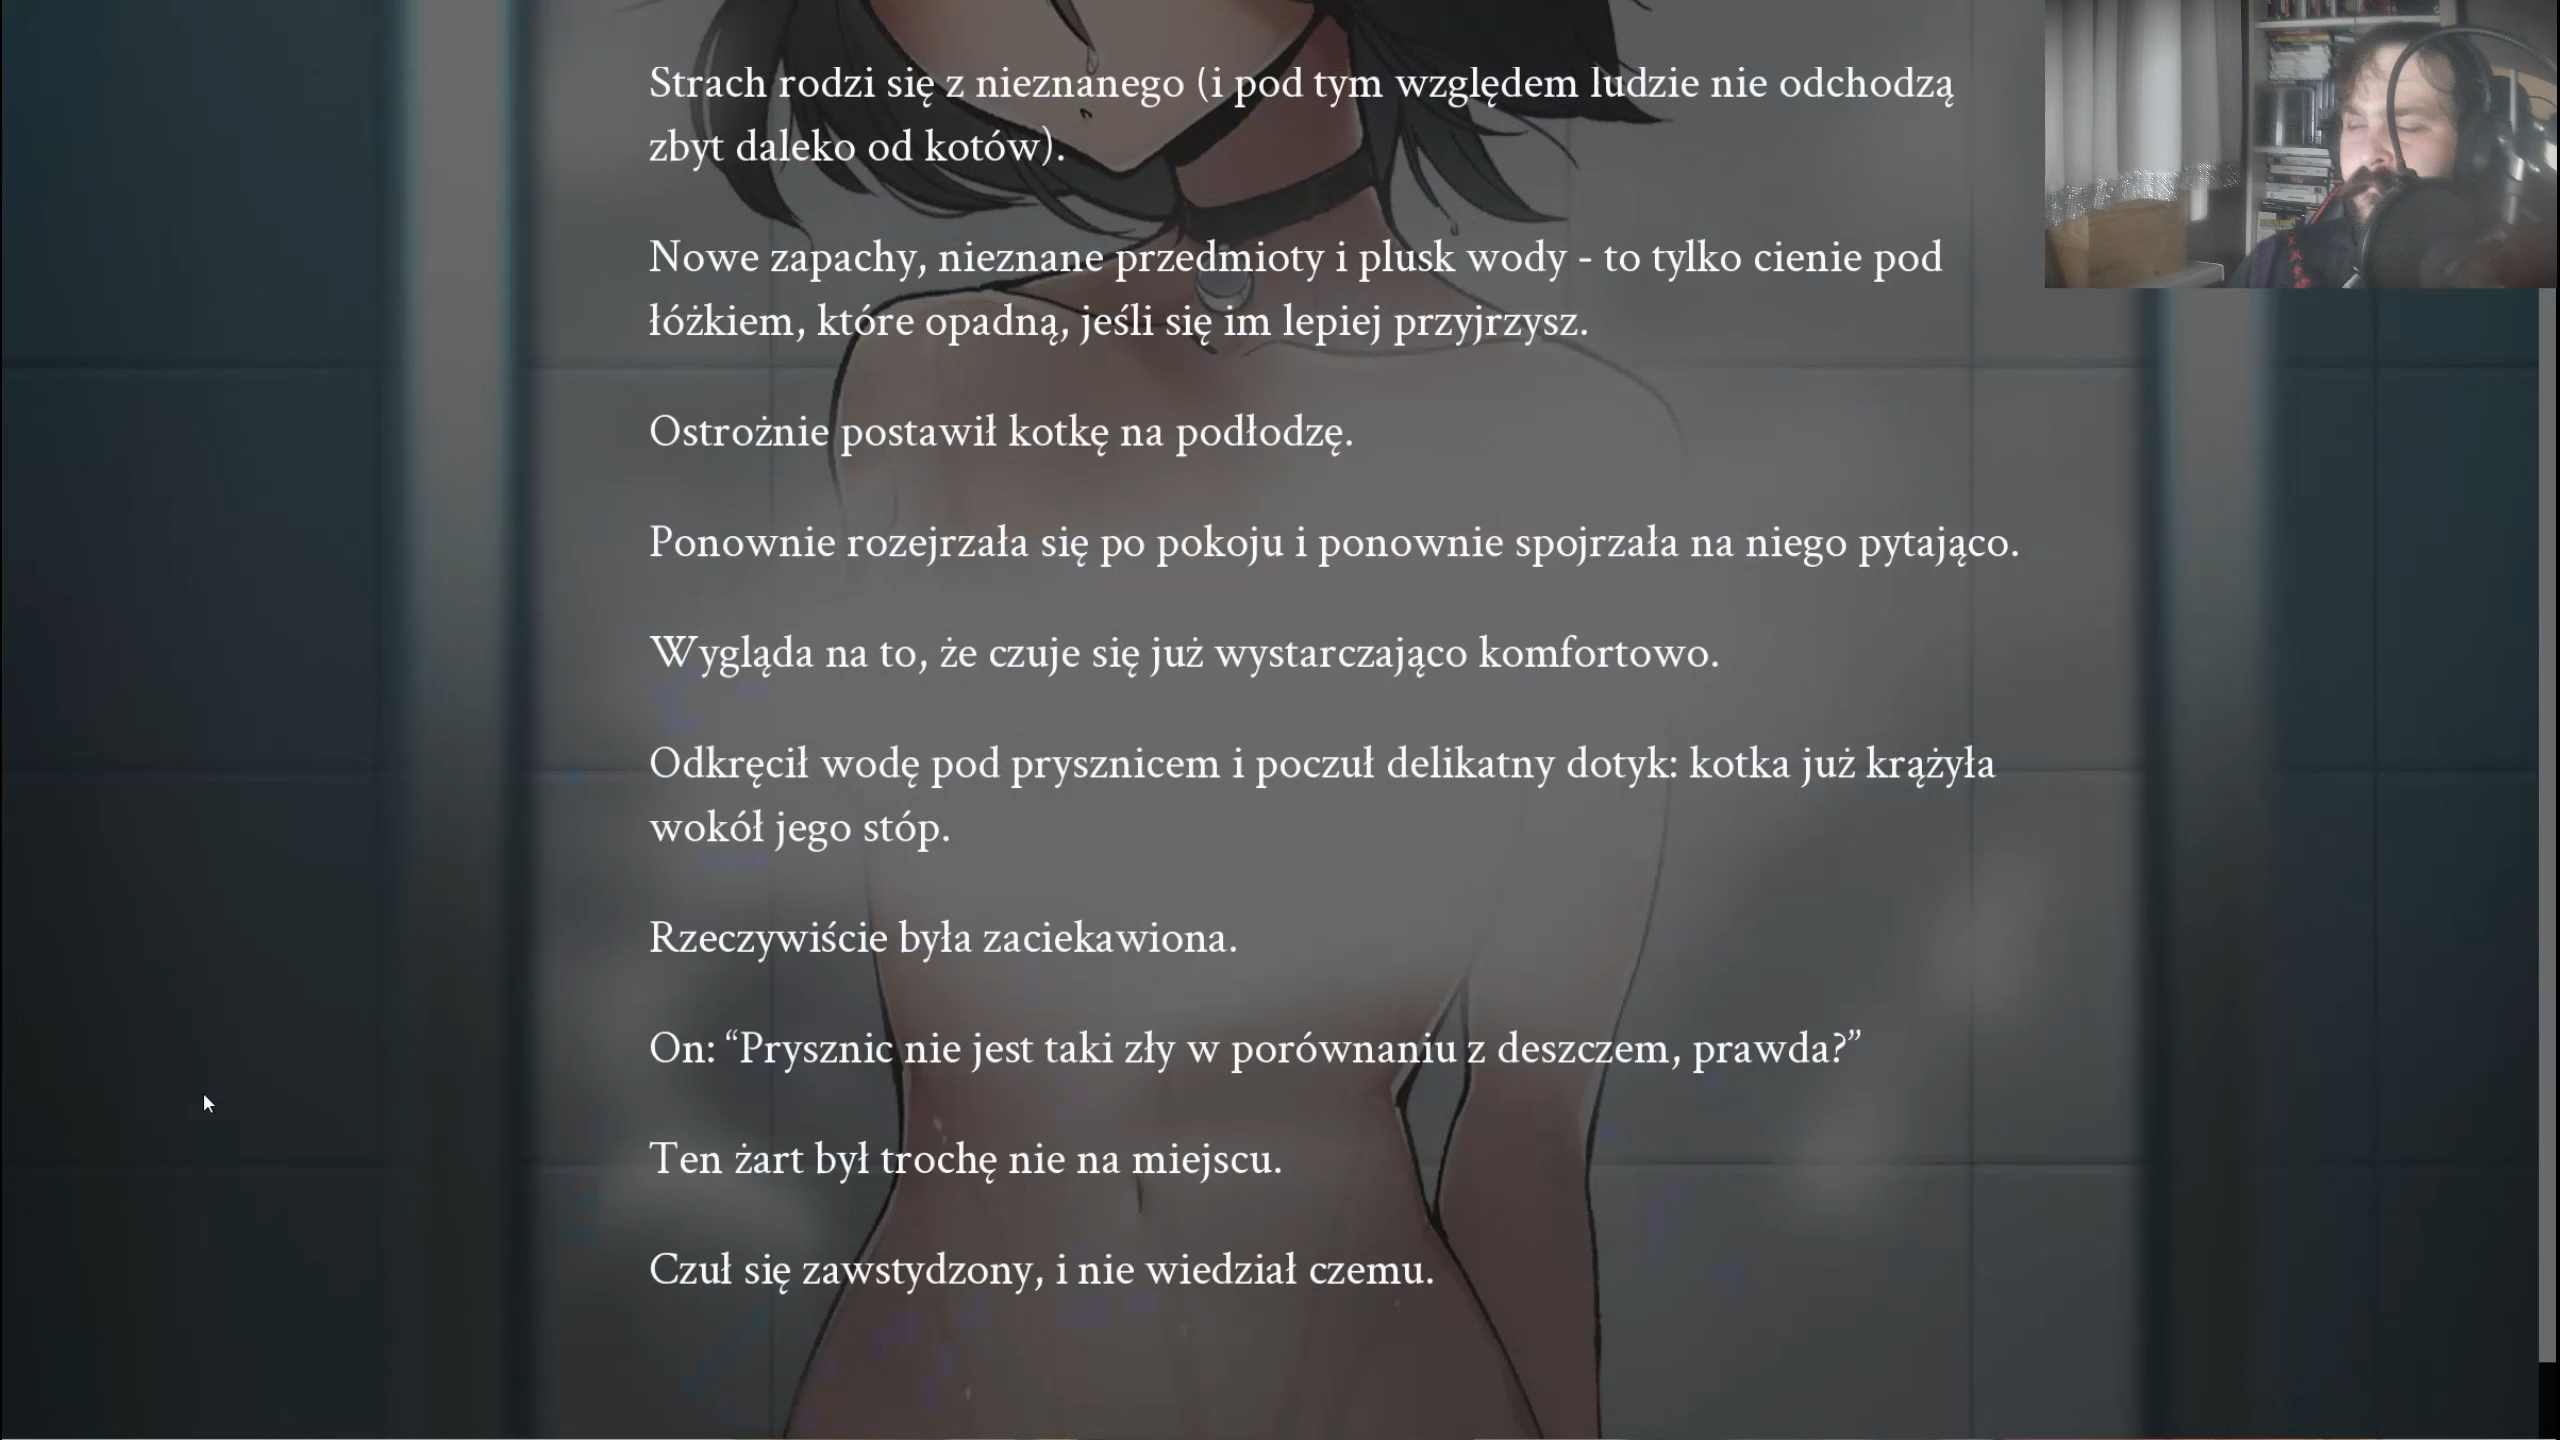 Strach rodzi się z nieznanego (i pod tym względem ludzie nie odchodzą
zbyt daleko od kotów).
Nowe zapachy, nieznane przedmioty i plusk wody - to tylko cienie pod
łóżkiem, które opadną, jeśli się im lepiej przyjrzysz.
Ostrożnie postawił kotkę na podłodzę.
Ponownie rozejrzała się po pokoju i ponownie spojrzała na niego pytająco.
Wygląda na to, że czuje się już wystarczająco komfortowo.
Odkręcił wodę pod prysznicem i poczuł delikatny dotyk: kotka już krążyła
wokół jego stóp.
Rzeczywiście była zaciekawiona.
On: “Prysznic nie jest taki zły w porównaniu z deszczem, prawda?”
Ten żart był trochę nie na miejscu.
Czuł się zawstydzony, i nie wiedział czemu.